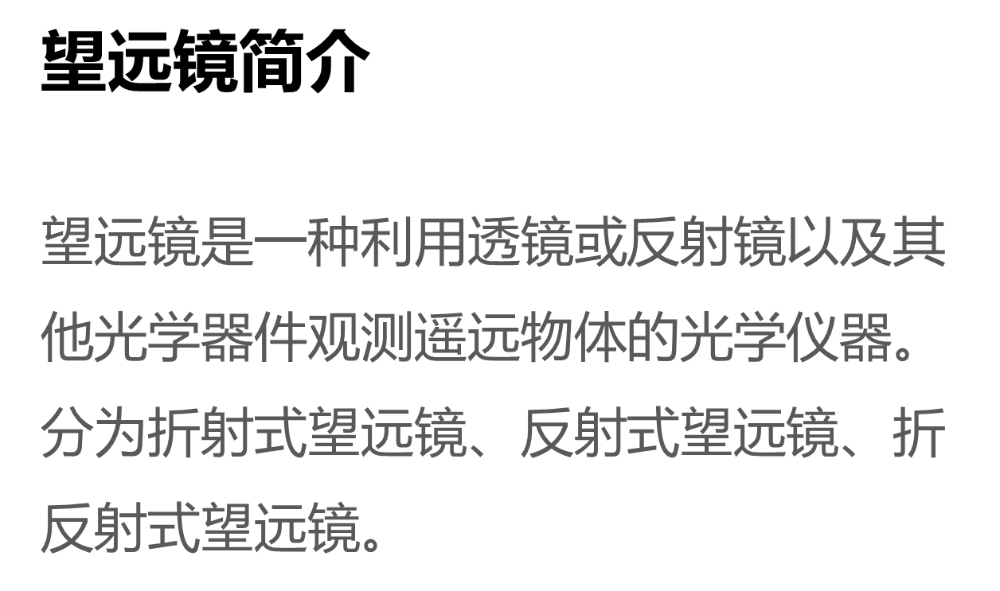 望远镜简介
望远镜是一种利用透镜或反射镜以及其
他光学器件观测遥远物体的光学仪器。
分为折射式望远镜、反射式望远镜、折
反射式望远镜。